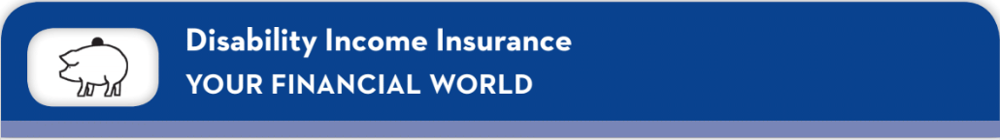 Disability Income Insurance
YOUR FINANCIAL WORLD